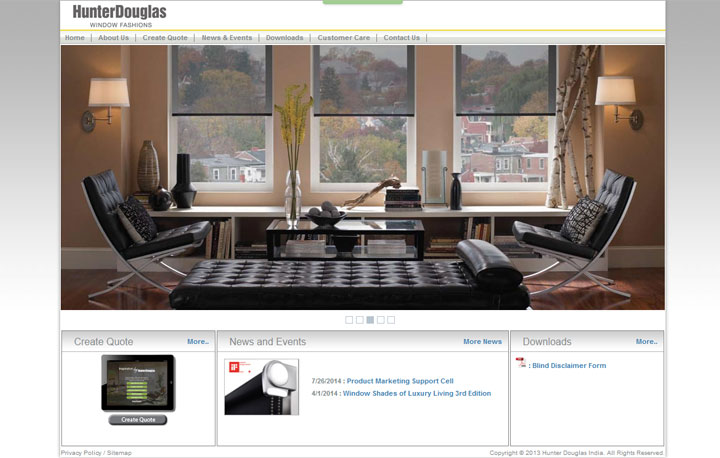 HunterDouglas
WINDOW FASHIONS
Home | About Us | Create Quote | News & Events | Downloads | Customer Care | Contact Us |
Create Quote More..
News and Events More News
Downloads More..
7/26/2014 : Product Marketing Support Cell
4/1/2014 : Window Shades of Luxury Living 3rd Edition
: Blind Disclaimer Form
Create Quote
Privacy Policy / Sitemap
Copyright © 2013 Hunter Douglas India. All Rights Reserved